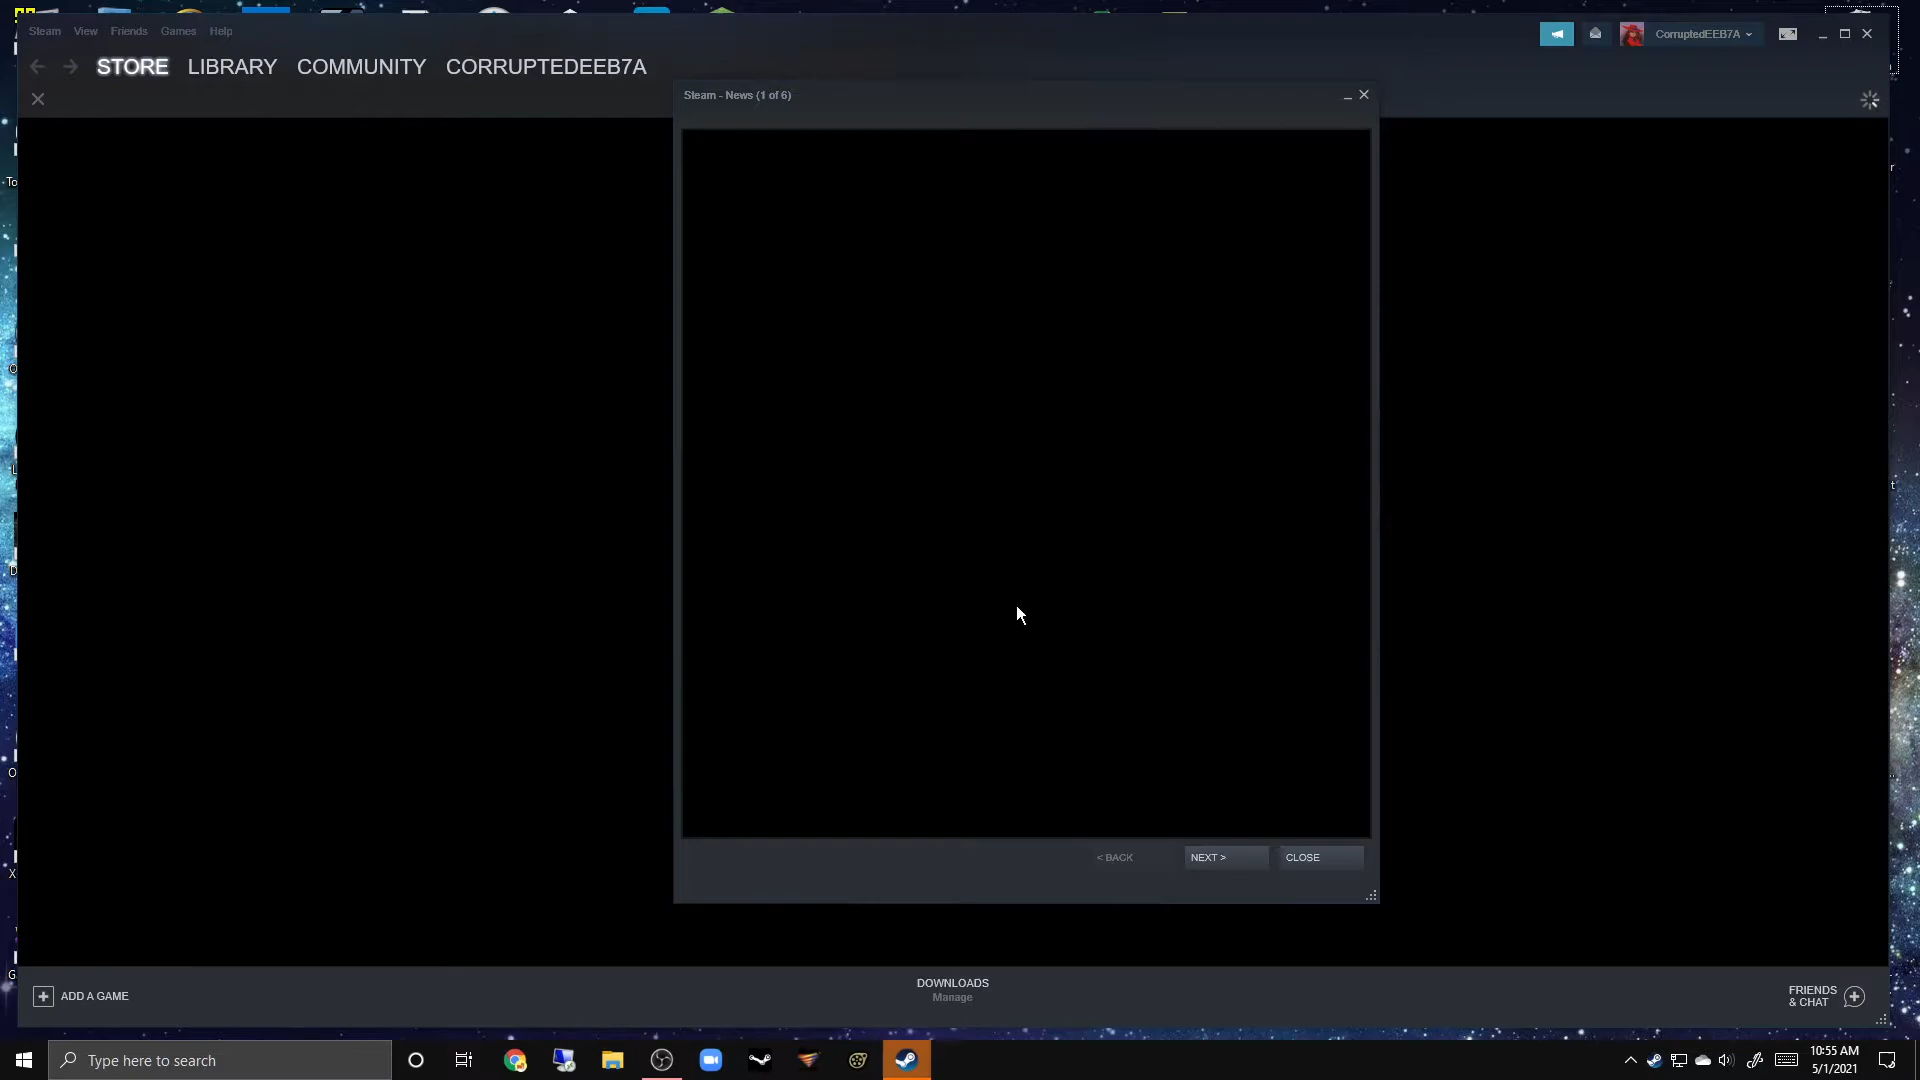 Steam View Friends Games Help
CorruptedEEB7A
STORE LIBRARY COMMUNITY CORRUPTEDEEB7A
Steam - News (1 of 6)
To
< BACK NEXT > CLOSE
ADD A GAME
DOWNLOADS
Manage
FRIENDS
& CHAT
Type here to search
10:55 AM
5/1/2021